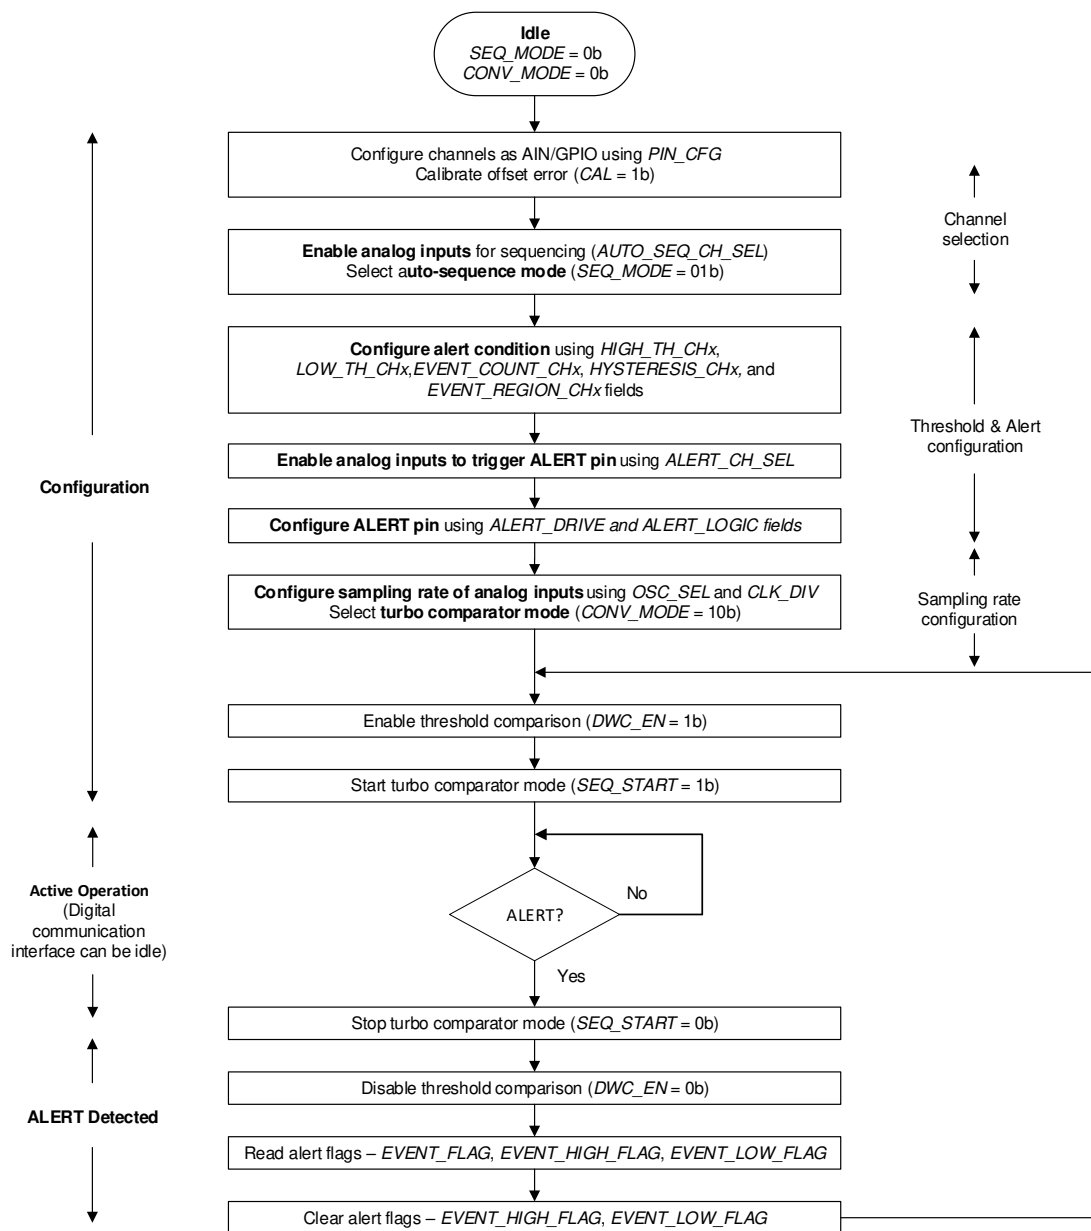 Idle
SEQ_MODE = 0b
CONV_MODE = 0b
Configure channels as AIN/GPIO using PIN_CFG
Calibrate offset error (CAL = 1b)
Channel
selection
Enable analog inputs for sequencing (AUTO_SEQ_CH_SEL)
Select auto-sequence mode (SEQ_MODE = 01b)
Configure alert condition using HIGH_TH_CHx,
LOW_TH_CHx,EVENT_COUNT_CHx, HYSTERESIS_CHx, and
EVENT_REGION_CHx fields
Threshold & Alert
configuration
Enable analog inputs to trigger ALERT pin using ALERT_CH_SEL
Configuration
Configure ALERT pin using ALERT_DRIVE and ALERT_LOGIC fields
Configure sampling rate of analog inputs using OSC_SEL and CLK_DIV
Select turbo comparator mode (CONV_MODE = 10b)
Sampling rate
configuration
Enable threshold comparison (DWC_EN = 1b)
Start turbo comparator mode (SEQ_START = 1b)
Active Operation
(Digital
communication
interface can be idle)
ALERT?
No
Yes
Stop turbo comparator mode (SEQ_START = 0b)
Disable threshold comparison (DWC_EN = 0b)
ALERT Detected
Read alert flags – EVENT_FLAG, EVENT_HIGH_FLAG, EVENT_LOW_FLAG
Clear alert flags – EVENT_HIGH_FLAG, EVENT_LOW_FLAG